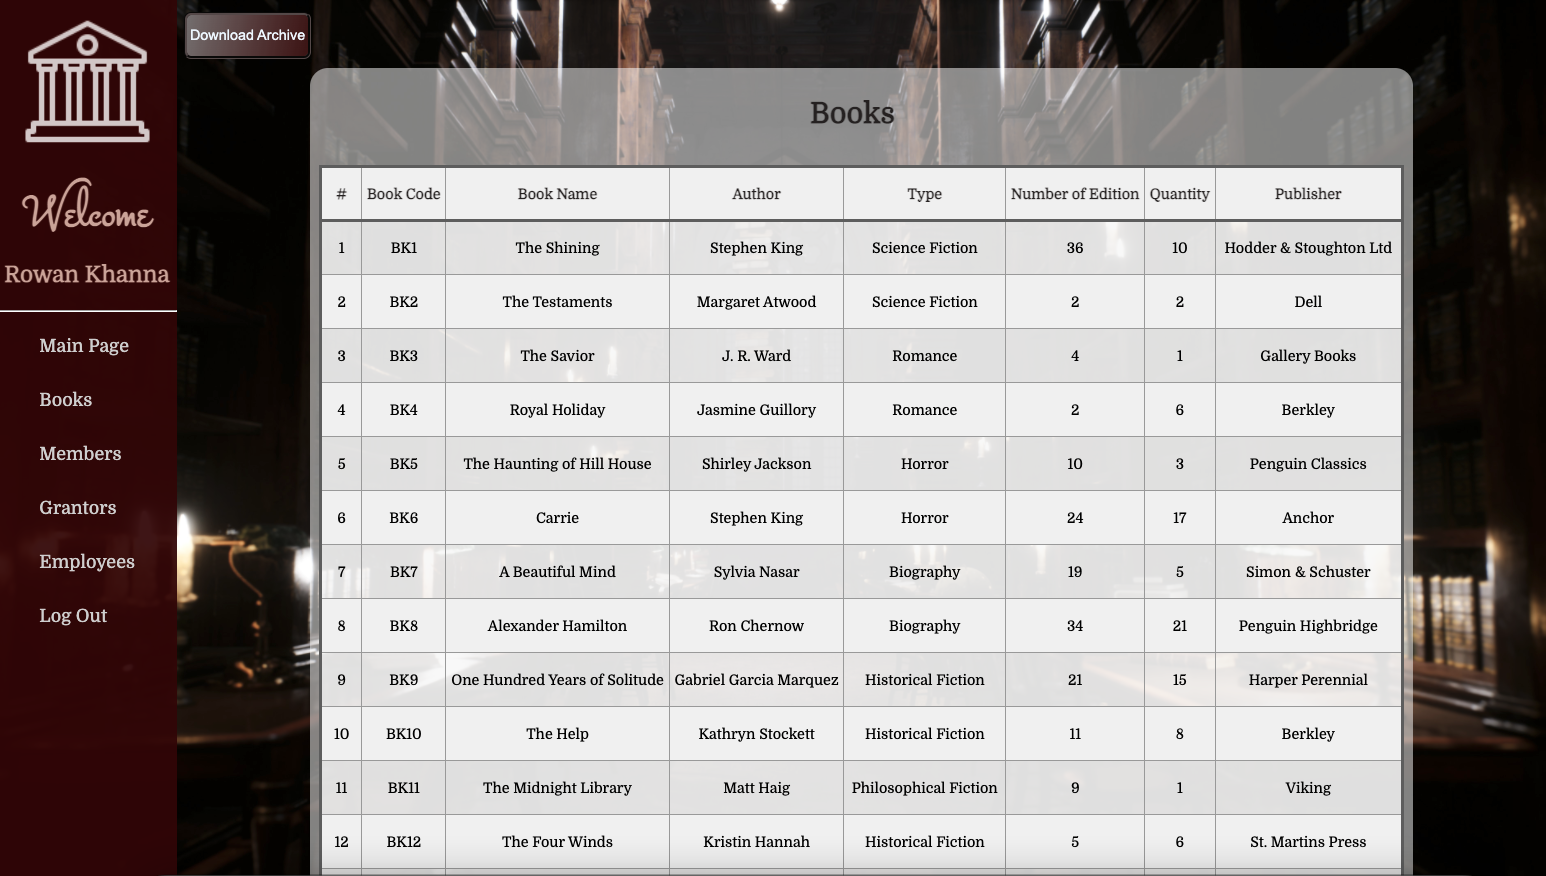 Download Archive
Welcome
Rowan Khanna
Main Page
Books
Members
Grantors
Employees
Log Out
Books
# Book Code Book Name Author Type Number of Edition Quantity Publisher
1 BK1 The Shining Stephen King Science Fiction 36 10 Hodder & Stoughton Ltd
2 BK2 The Testaments Margaret Atwood Science Fiction 2 2 Dell
3 BK3 The Savior J. R. Ward Romance 4 1 Gallery Books
4 BK4 Royal Holiday Jasmine Guillory Romance 2 6 Berkley
5 BK5 The Haunting of Hill House Shirley Jackson Horror 10 3 Penguin Classics
6 BK6 Carrie Stephen King Horror 24 17 Anchor
7 BK7 A Beautiful Mind Sylvia Nasar Biography 19 5 Simon & Schuster
8 BK8 Alexander Hamilton Ron Chernow Biography 34 21 Penguin Highbridge
9 BK9 One Hundred Years of Solitude Gabriel Garcia Marquez Historical Fiction 21 15 Harper Perennial
10 BK10 The Help Kathryn Stockett Historical Fiction 11 8 Berkley
11 BK11 The Midnight Library Matt Haig Philosophical Fiction 9 1 Viking
12 BK12 The Four Winds Kristin Hannah Historical Fiction 5 6 St. Martins Press